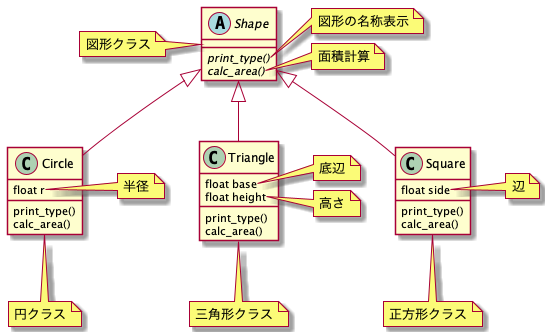 図形の名称表示
A Shape
図形クラス
print_type()
calc_area()
面積計算
C Circle
float r
print_type()
calc_area()
半径
C Triangle
float base
float height
print_type()
calc_area()
底辺
高さ
C Square
float side
print_type()
calc_area()
辺
円クラス
三角形クラス
正方形クラス